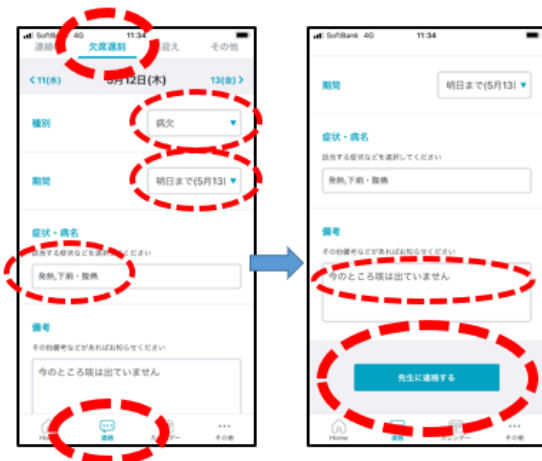 SoftBank 4G 11:34
欠席遅刻
迎え
その他
<11(水)
5月12日(木)
13(金)>
種別
病欠
期間
明日まで(5月13(
症状・病名
該当する症状などを選択してください
発熱,下痢・腹痛
備考
その他備考などがあればお知らせください
今のところ咳は出ていません
Home
連絡
カレンダー
その他
SoftBank 4G 11:34
期間
明日まで(5月13(
症状・病名
該当する症状などを選択してください
発熱,下痢・腹痛
備考
その他備考などがあればお知らせください
今のところ咳は出ていません
先生に連絡する
Home
連絡
カレンダー
その他